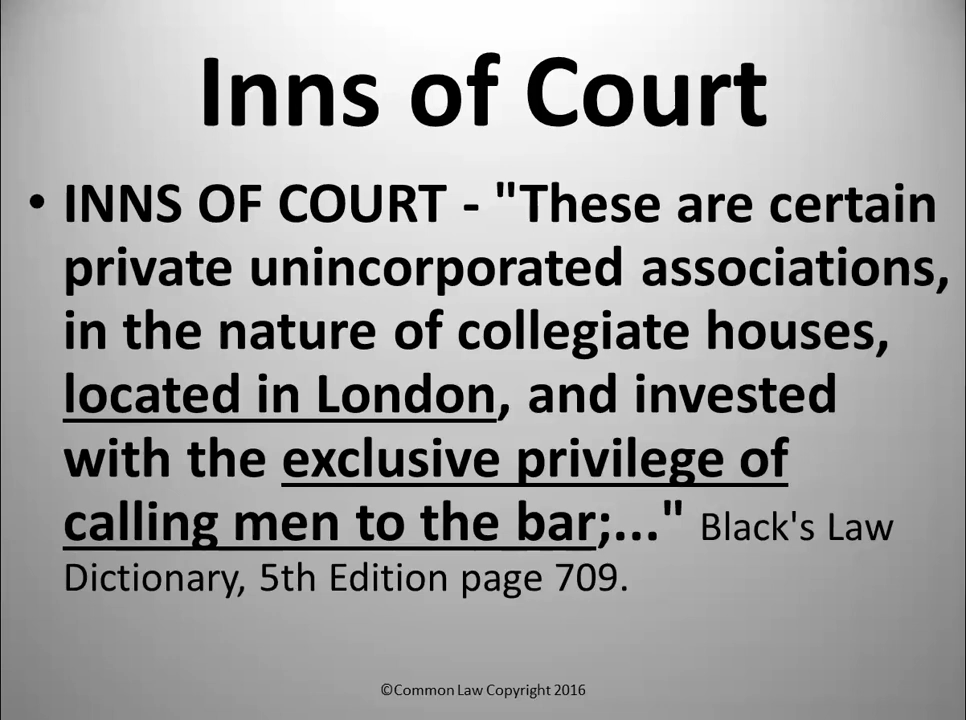 Inns of Court
• INNS OF COURT - "These are certain
private unincorporated associations,
in the nature of collegiate houses,
located in London, and invested
with the exclusive privilege of
calling men to the bar;..." Black's Law
Dictionary, 5th Edition page 709.
©Common Law Copyright 2016